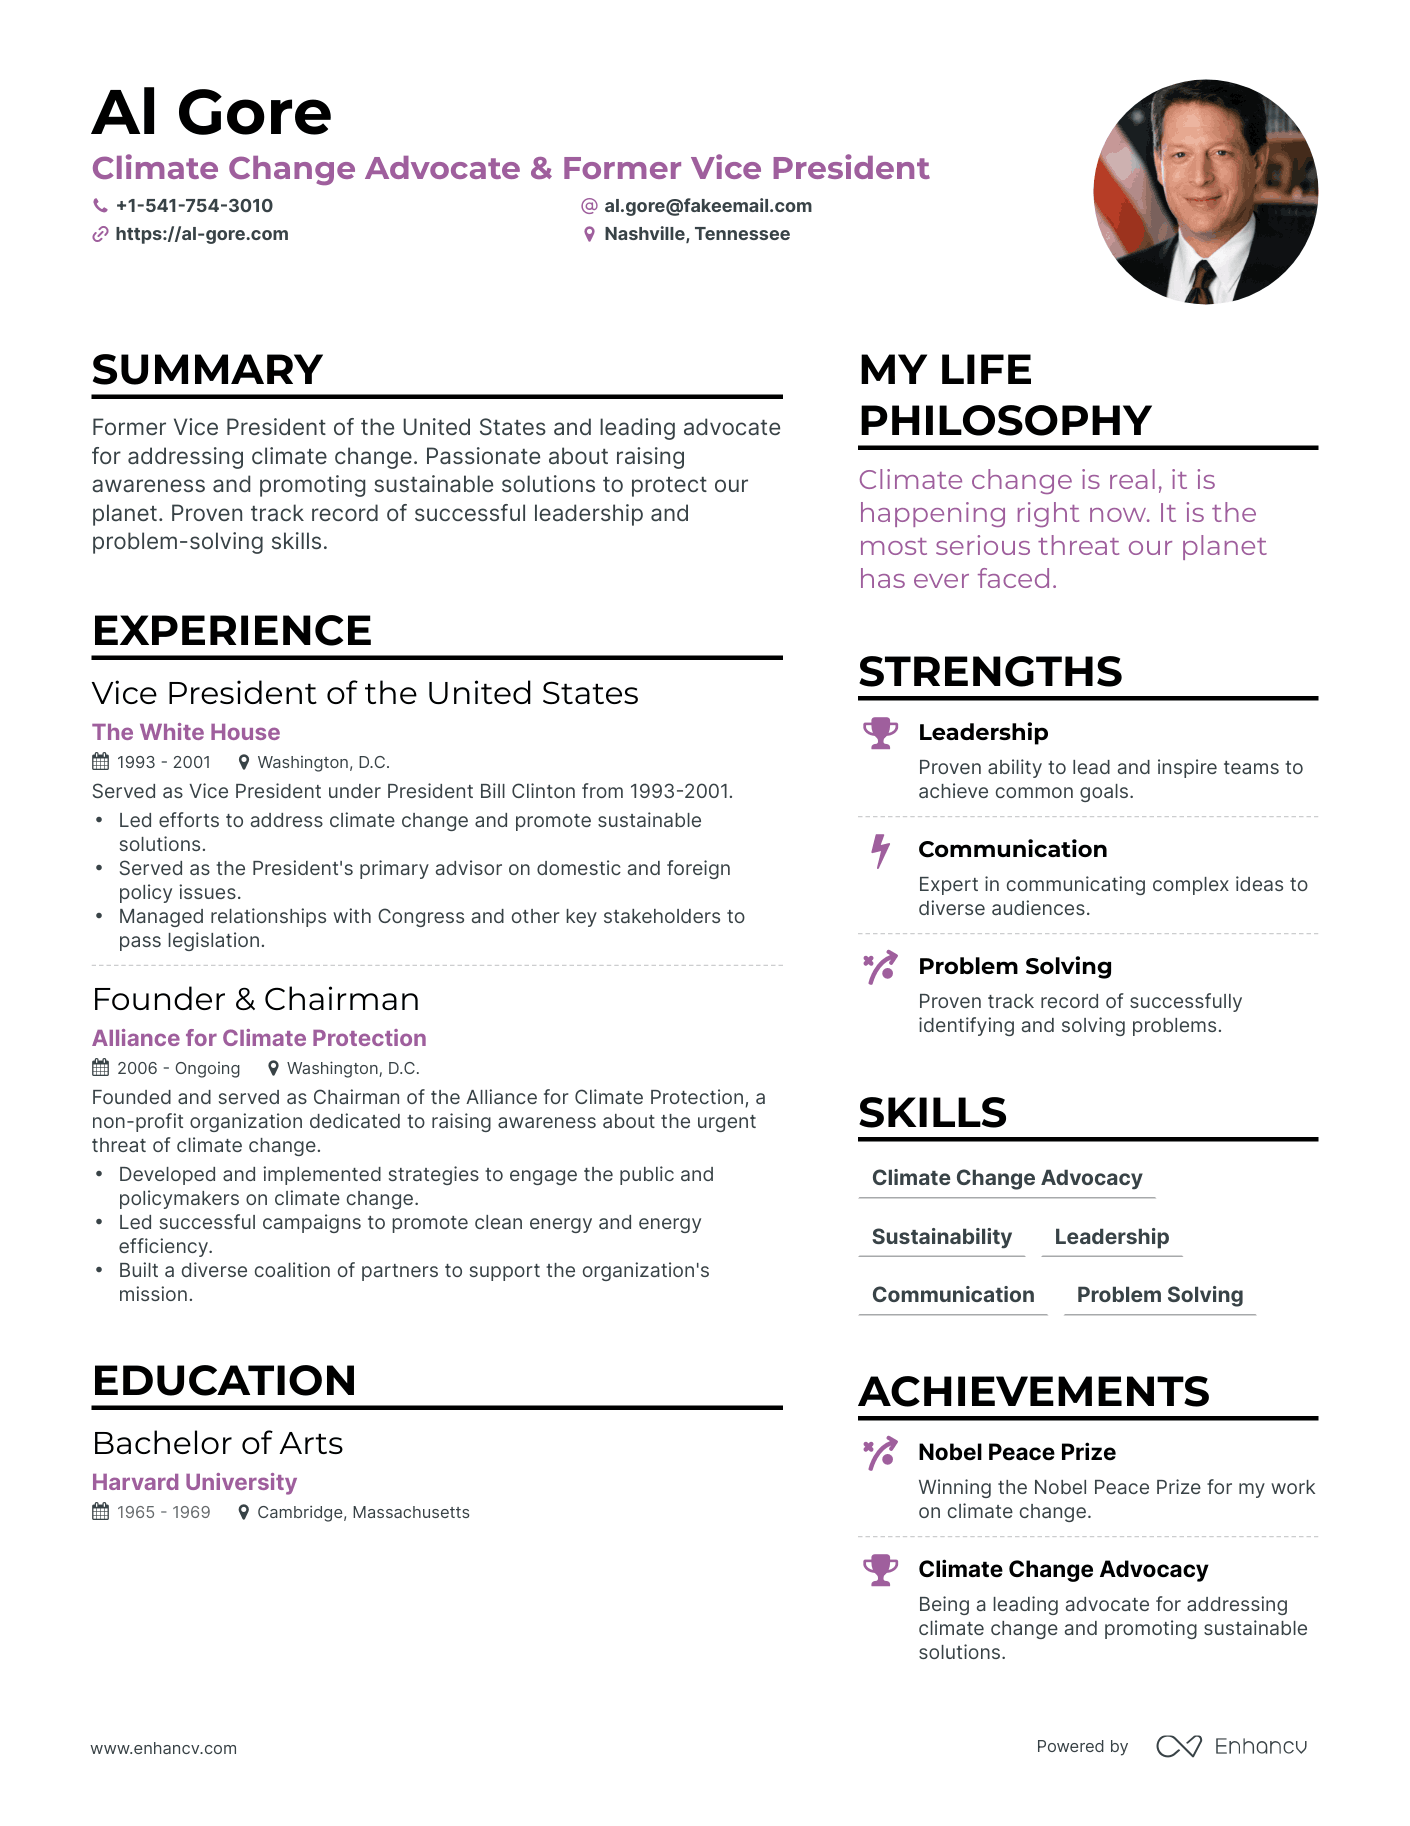 Al Gore
Climate Change Advocate & Former Vice President
+1-541-754-3010
al.gore@fakeemail.com
https://al-gore.com
Nashville, Tennessee
SUMMARY
Former Vice President of the United States and leading advocate
for addressing climate change. Passionate about raising
awareness and promoting sustainable solutions to protect our
planet. Proven track record of successful leadership and
problem-solving skills.
EXPERIENCE
Vice President of the United States
The White House
1993 - 2001 Washington, D.C.
Served as Vice President under President Bill Clinton from 1993-2001.
• Led efforts to address climate change and promote sustainable
solutions.
• Served as the President's primary advisor on domestic and foreign
policy issues.
• Managed relationships with Congress and other key stakeholders to
pass legislation.
Founder & Chairman
Alliance for Climate Protection
2006 - Ongoing Washington, D.C.
Founded and served as Chairman of the Alliance for Climate Protection, a
non-profit organization dedicated to raising awareness about the urgent
threat of climate change.
• Developed and implemented strategies to engage the public and
policymakers on climate change.
• Led successful campaigns to promote clean energy and energy
efficiency.
• Built a diverse coalition of partners to support the organization's
mission.
EDUCATION
Bachelor of Arts
Harvard University
1965 - 1969 Cambridge, Massachusetts
MY LIFE
PHILOSOPHY
Climate change is real, it is
happening right now. It is the
most serious threat our planet
has ever faced.
STRENGTHS
Leadership
Proven ability to lead and inspire teams to
achieve common goals.
Communication
Expert in communicating complex ideas to
diverse audiences.
Problem Solving
Proven track record of successfully
identifying and solving problems.
SKILLS
Climate Change Advocacy
Sustainability Leadership
Communication Problem Solving
ACHIEVEMENTS
Nobel Peace Prize
Winning the Nobel Peace Prize for my work
on climate change.
Climate Change Advocacy
Being a leading advocate for addressing
climate change and promoting sustainable
solutions.
www.enhancv.com
Powered by Enhancv